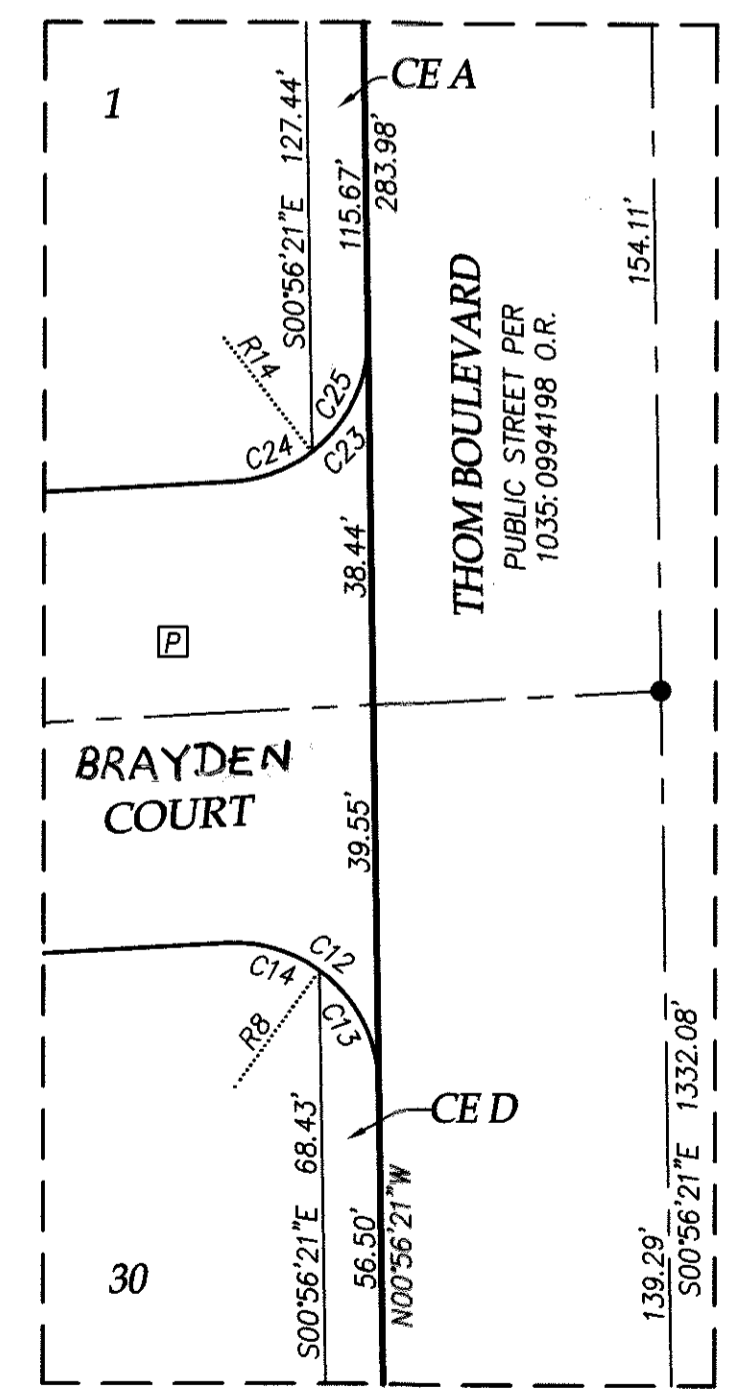 1
CE A
S00°56'21"E 127.44'
115.67'
283.98'
154.11'
THOM BOULEVARD
PUBLIC STREET PER
1035: 0994198 O.R.
R14
C25
C24
C23
38.44'
P
BRAYDEN
COURT
39.55'
C12
C14
C13
R8
CE D
S00°56'21"E 68.43'
56.50'
N00°56'21"W
139.29'
S00°56'21"E 1332.08'
30